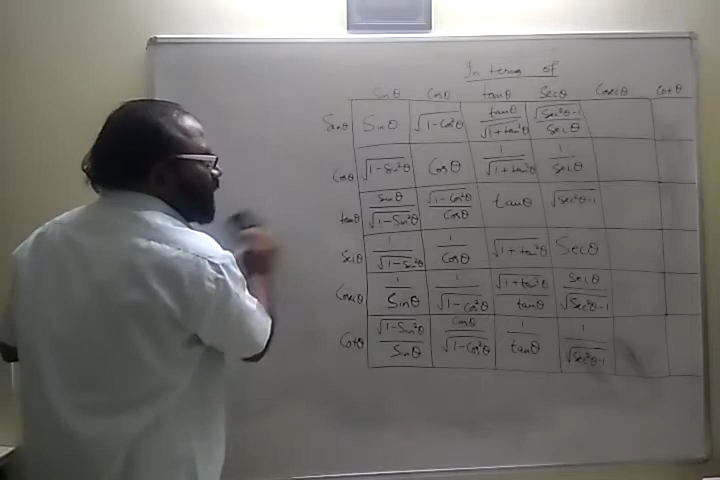 In terms of
Sinθ Cosθ tanθ Secθ Cosecθ Cotθ
Sinθ Sinθ √1-Cos²θ tanθ/√1+tan²θ √Sec²θ-1/Secθ
Cosθ √1-Sin²θ Cosθ 1/√1+tan²θ 1/Secθ
tanθ Sinθ/√1-Sin²θ √1-Cos²θ/Cosθ tanθ √Sec²θ-1
Secθ 1/√1-Sin²θ 1/Cosθ √1+tan²θ Secθ
Cosecθ 1/Sinθ 1/√1-Cos²θ √1+tan²θ/tanθ Secθ/√Sec²θ-1
Cotθ √1-Sin²θ/Sinθ Cosθ/√1-Cos²θ 1/tanθ 1/√Sec²θ-1